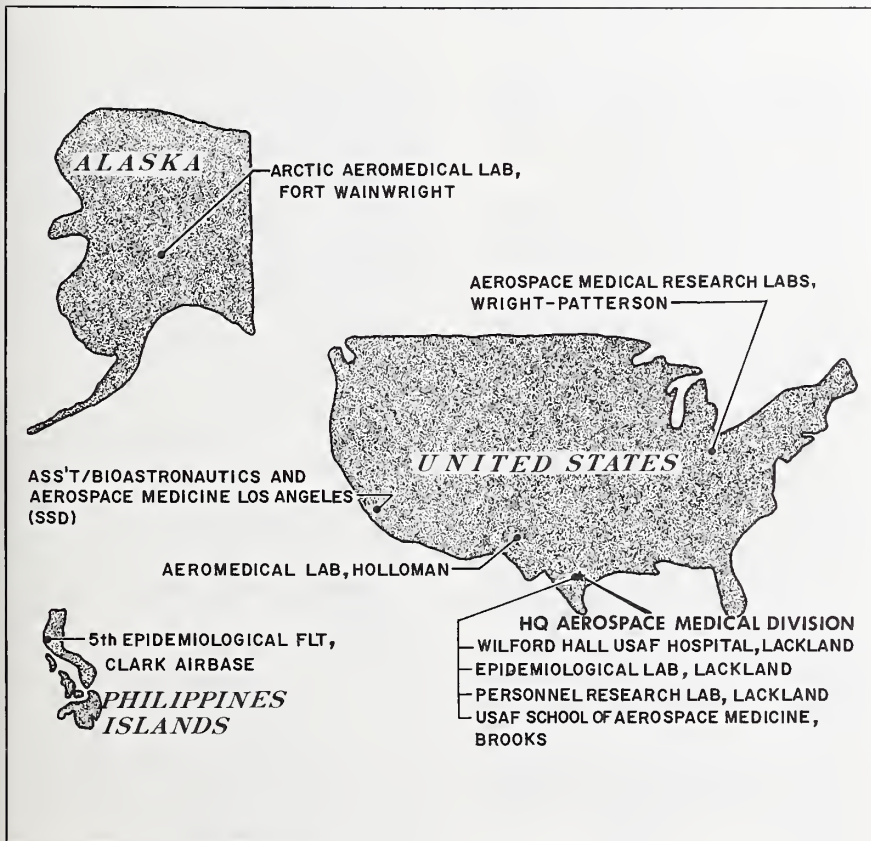 ALASKA
ARCTIC AEROMEDICAL LAB,
FORT WAINWRIGHT
AEROSPACE MEDICAL RESEARCH LABS,
WRIGHT-PATTERSON
UNITED STATES
ASS'T/BIOASTRONAUTICS AND
AEROSPACE MEDICINE LOS ANGELES
(SSD)
AEROMEDICAL LAB, HOLLOMAN
HQ AEROSPACE MEDICAL DIVISION
WILFORD HALL USAF HOSPITAL, LACKLAND
EPIDEMIOLOGICAL LAB, LACKLAND
PERSONNEL RESEARCH LAB, LACKLAND
USAF SCHOOL OF AEROSPACE MEDICINE,
BROOKS
5th EPIDEMIOLOGICAL FLT,
CLARK AIRBASE
PHILIPPINES
ISLANDS